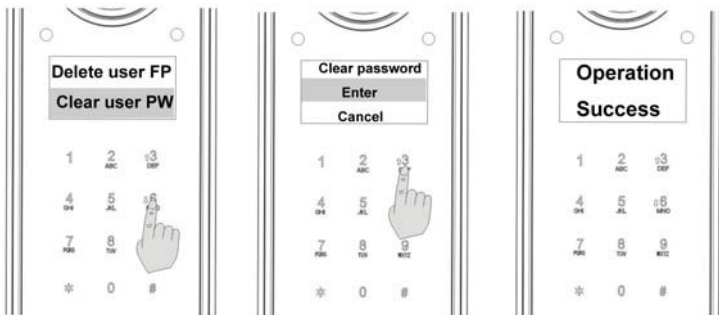 Delete user FP
Clear user PW
1 2 ABC 3 DEF
4 GHI 5 JKL 6
7 PQRS 8 TUV
* 0 #
Clear password
Enter
Cancel
1 2 ABC 3
4 GHI 5 JKL
7 PQRS 8 TUV 9 WXYZ
* 0 #
Operation
Success
1 2 ABC 3 DEF
4 GHI 5 JKL 6 MNO
7 PQRS 8 TUV 9 WXYZ
* 0 #